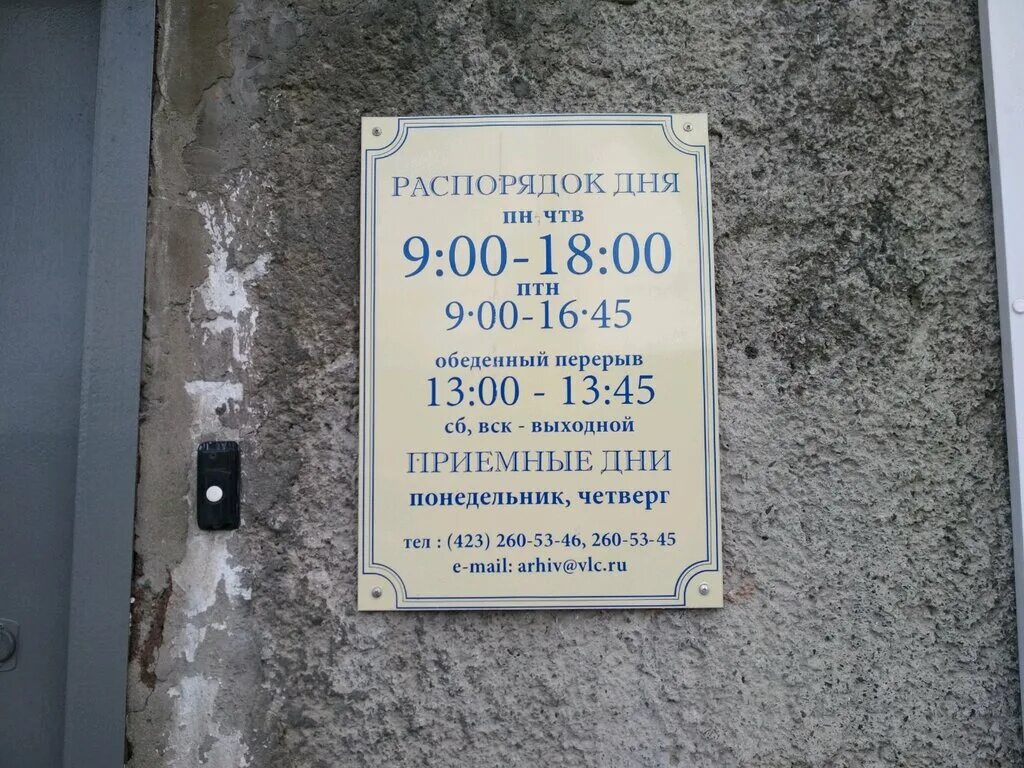 РАСПОРЯДОК ДНЯ
пн-чтв
9:00-18:00
птн
9·00-16·45
обеденный перерыв
13:00 - 13:45
сб, вск - выходной
ПРИЕМНЫЕ ДНИ
понедельник, четверг
тел : (423) 260-53-46, 260-53-45
e-mail: arhiv@vlc.ru